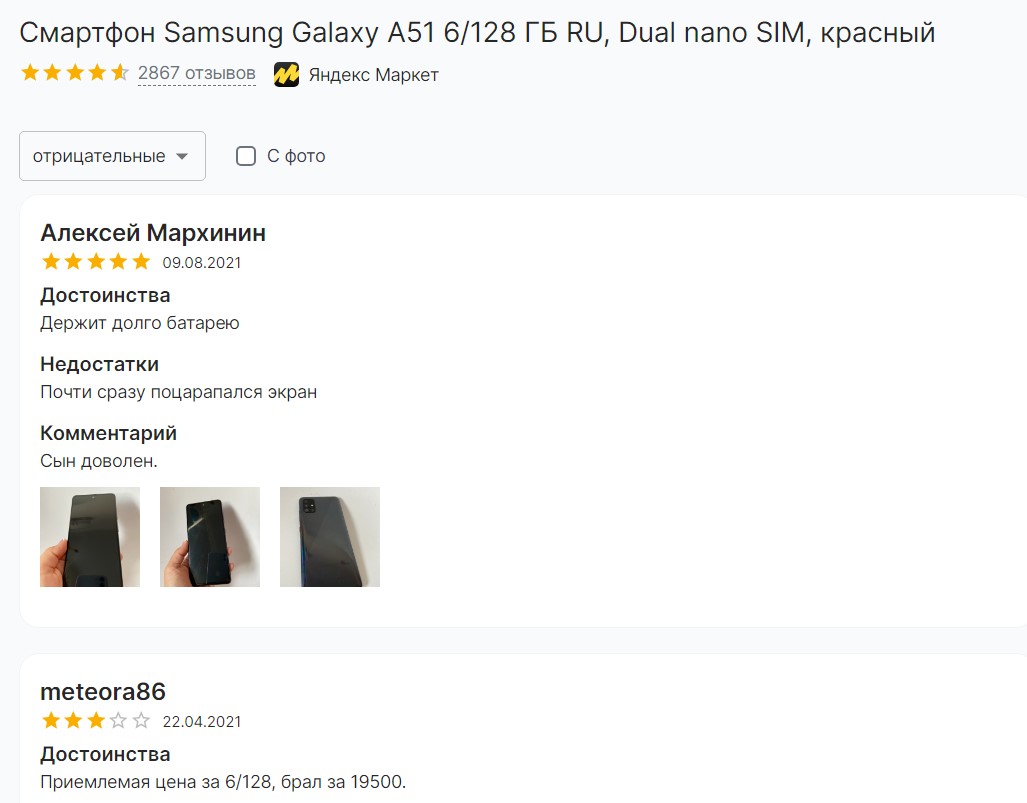 Смартфон Samsung Galaxy A51 6/128 ГБ RU, Dual nano SIM, красный
2867 отзывов Яндекс Маркет
отрицательные С фото
Алексей Мархинин
09.08.2021
Достоинства
Держит долго батарею
Недостатки
Почти сразу поцарапался экран
Комментарий
Сын доволен.
meteora86
22.04.2021
Достоинства
Приемлемая цена за 6/128, брал за 19500.